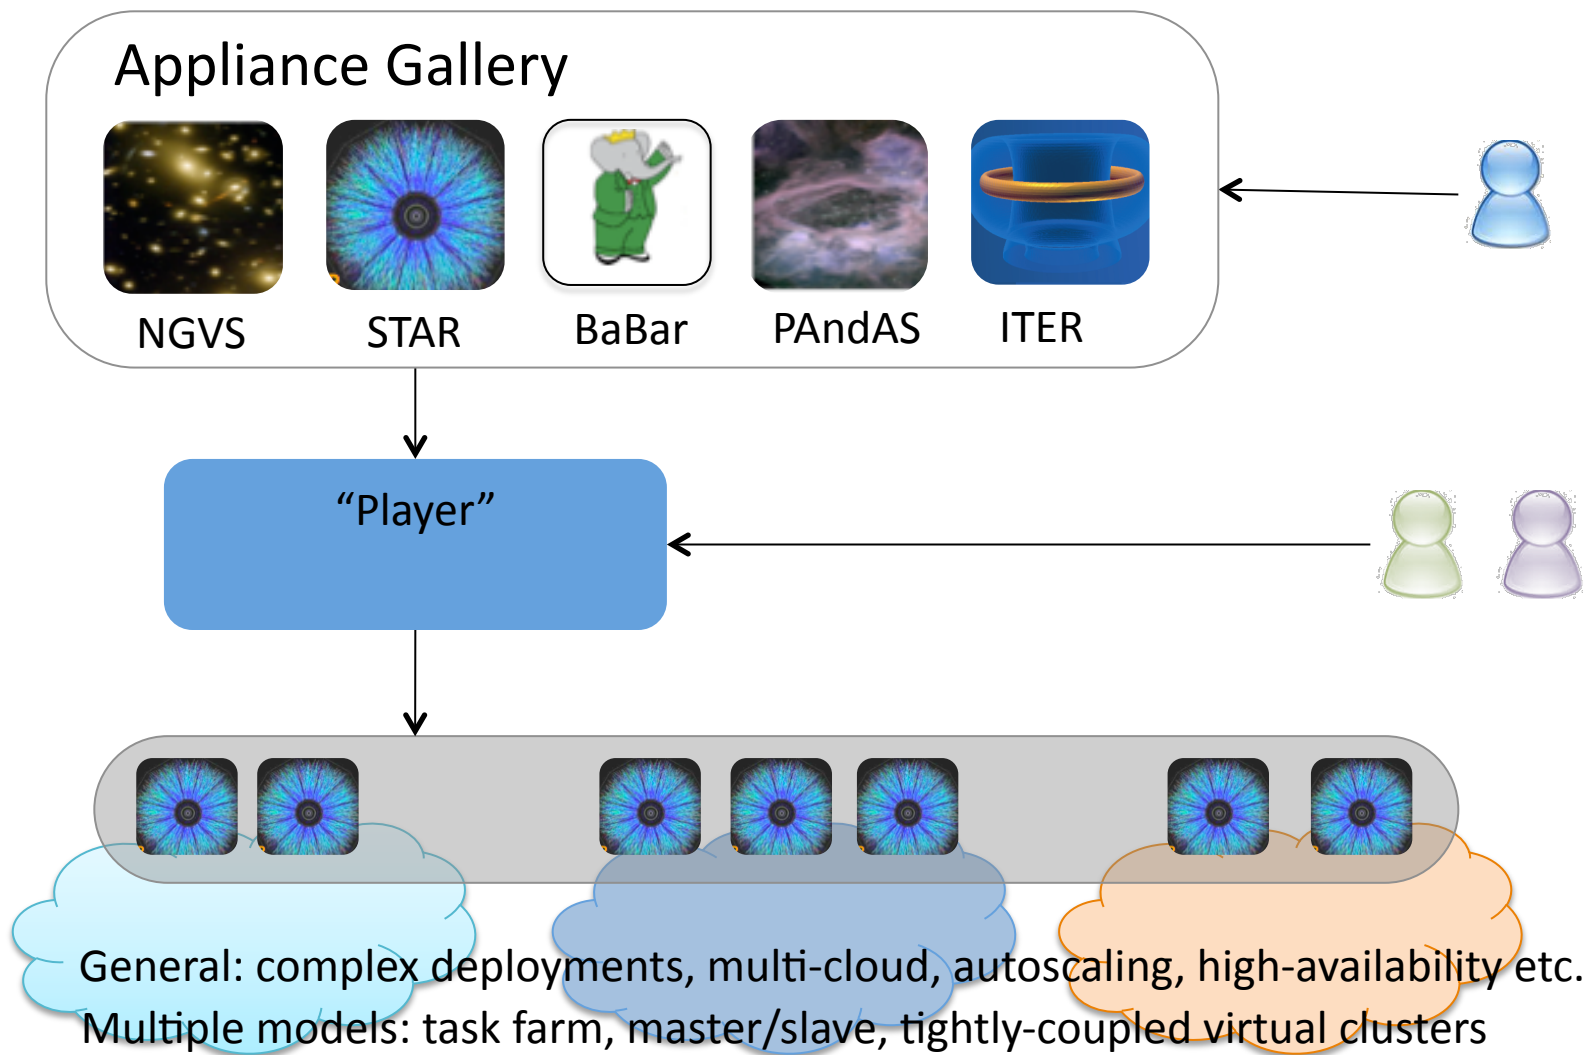 Appliance Gallery
NGVS
STAR
BaBar
PAndAS
ITER
“Player”
General: complex deployments, multi-cloud, autoscaling, high-availability etc.
Multiple models: task farm, master/slave, tightly-coupled virtual clusters